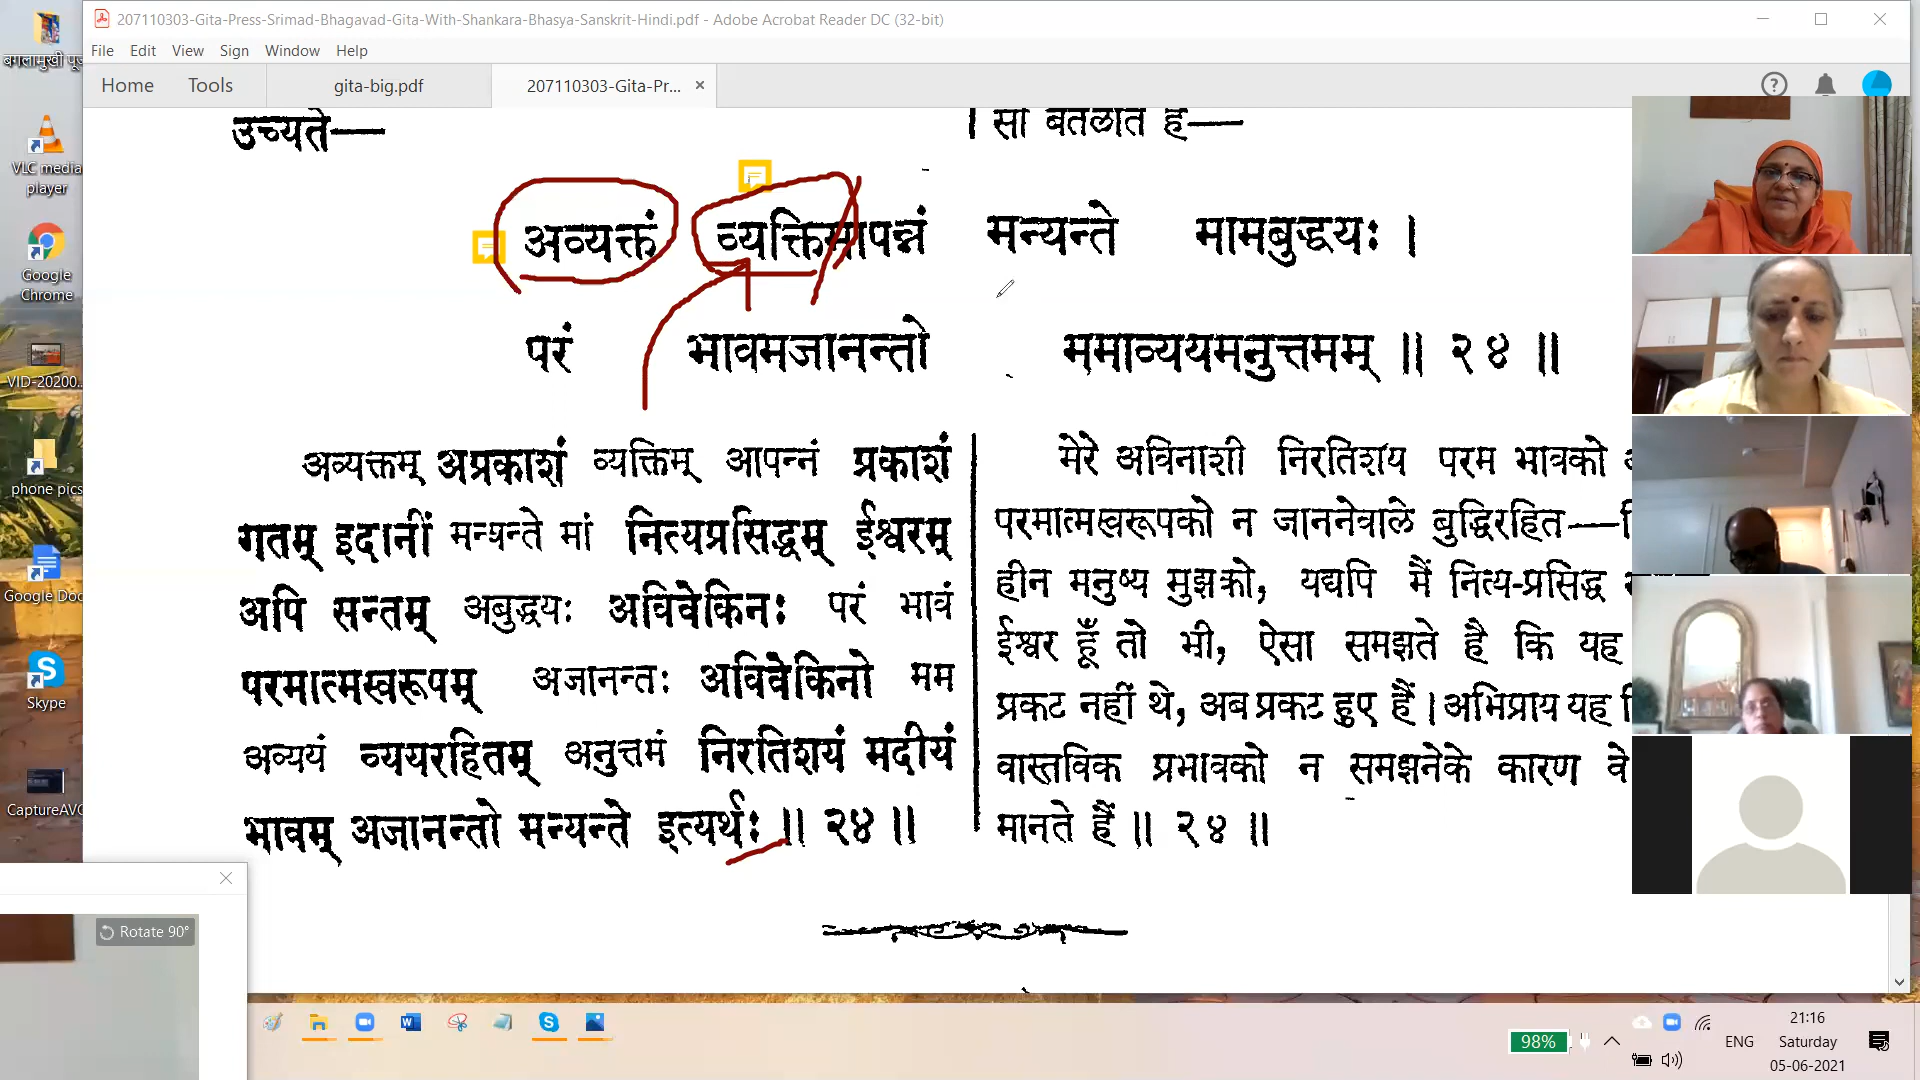 207110303-Gita-Press-Srimad-Bhagavad-Gita-With-Shankara-Bhasya-Sanskrit-Hindi.pdf - Adobe Acrobat Reader DC (32-bit)
File Edit View Sign Window Help
Home Tools gita-big.pdf 207110303-Gita-Pr...
बगलामुखी
VLC media
player
Google
Chrome
VID-20200...
phone pics
Google Doc
Skype
CaptureAVC
उच्यते—
। सो बतलाते हैं—
अव्यक्तं व्यक्तिमापन्नं मन्यन्ते मामबुद्धयः ।
परं भावमजानन्तो ममाव्ययमनुत्तमम् ॥ २४ ॥
अव्यक्तम् अप्रकाशं व्यक्तिम् आपन्नं प्रकाशं
गतम् इदानीं मन्यन्ते मां नित्यप्रसिद्धम् ईश्वरम्
अपि सन्तम् अबुद्धयः अविवेकिनः परं भावं
परमात्मस्वरूपम् अजानन्तः अविवेकिनो मम
अव्ययं व्ययरहितम् अनुत्तमं निरतिशयं मदीयं
भावम् अजानन्तो मन्यन्ते इत्यर्थः ॥ २४ ॥
मेरे अविनाशी निरतिशय परम भावको
परमात्मस्वरूपको न जाननेवाले बुद्धिरहित—
हीन मनुष्य मुझको, यद्यपि मैं नित्य-प्रसिद्ध
ईश्वर हूँ तो भी, ऐसा समझते है कि यह
प्रकट नहीं थे, अब प्रकट हुए हैं । अभिप्राय यह
वास्तविक प्रभावको न समझनेके कारण वे
मानते हैं ॥ २४ ॥
Rotate 90°
98%
ENG
21:16
Saturday
05-06-2021